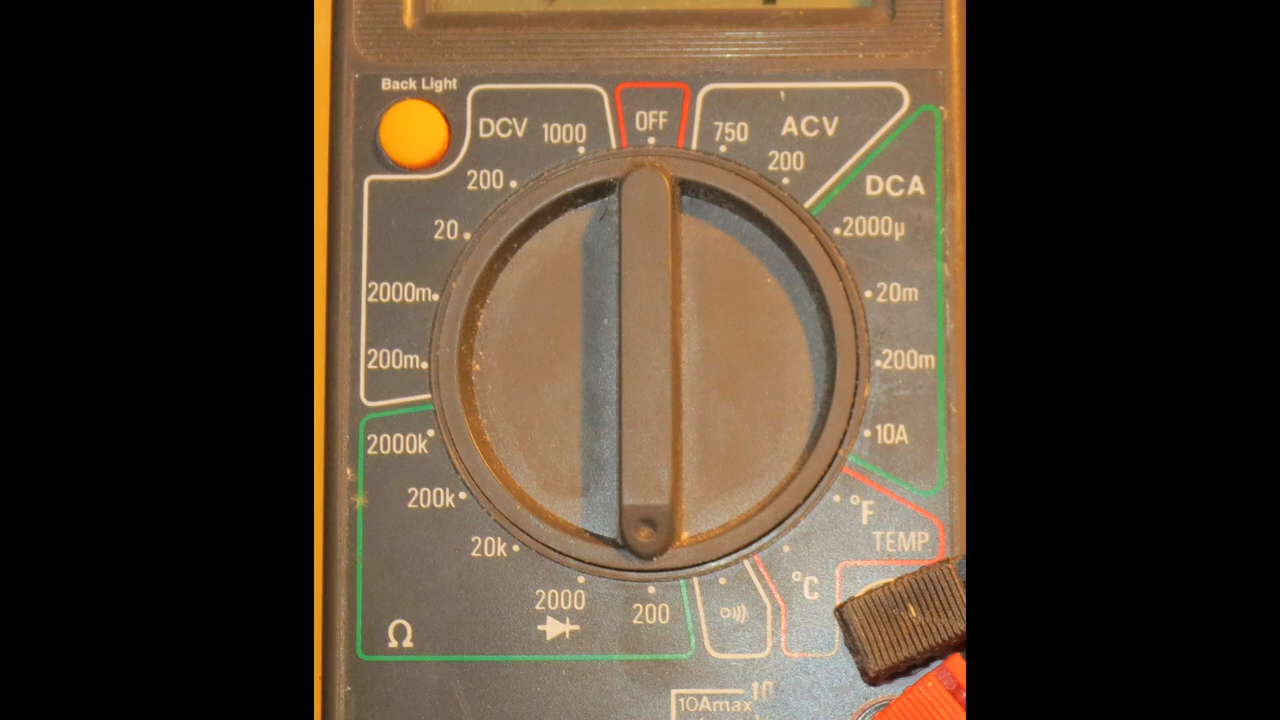 Back Light
DCV 1000 OFF 750 ACV
200 200
DCA
20 2000µ
2000m 20m
200m 200m
2000k 10A
200k °F
TEMP.
20k
°C
2000 200
Ω
10Amax 10